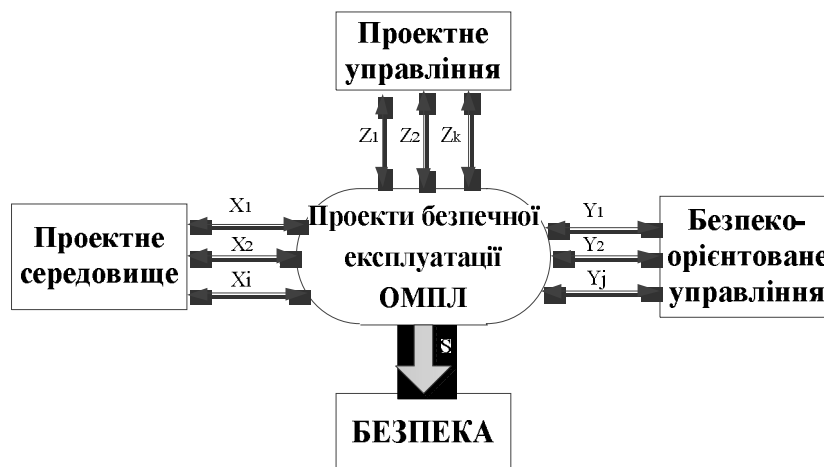 Проектне
управління
Z1 Z2 Zk
Проектне
середовище
X1
X2
Xi
Проекти безпечної
експлуатації
ОМПЛ
Y1
Y2
Yj
Безпеко-
орієнтоване
управління
S
БЕЗПЕКА